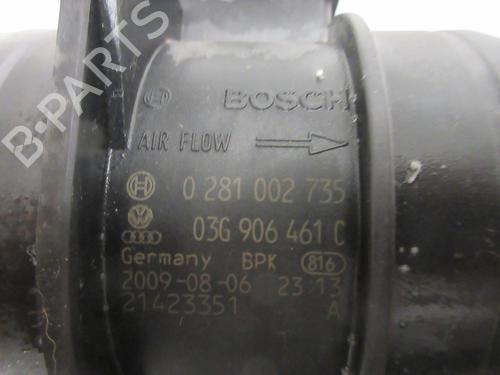 B-PARTS
BOSCH
AIR FLOW
0 281 002 735
03G 906 461 C
Germany BPK 816
2009-08-06 23:13
21423351 A